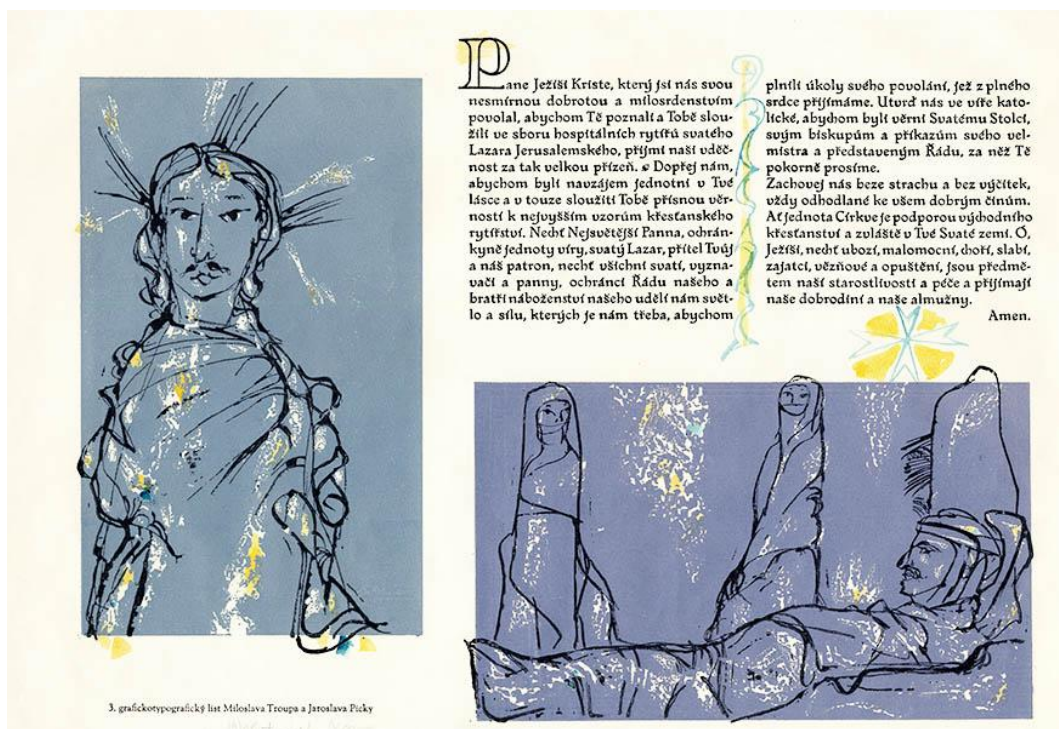 Pane Ježíši Kriste, který jsi nás svou
nesmírnou dobrotou a milosrdenstvím
povolal, abychom Tě poznali a Tobě slou-
žili ve sboru hospitálních rytířů svatého
Lazara Jerusalemského, přijmi naši vděč-
nost za tak velkou přízeň. Dopřej nám,
abychom byli navzájem jednotni v Tvé
lásce a v touze sloužiti Tobě přísnou věr-
ností k nejvyšším vzorům křesťanského
rytířství. Nechť Nejsvětější Panna, ochrán-
kyně jednoty víry, svatý Lazar, přítel Tvůj
a náš patron, nechť všichni svatí, vyzna-
vači a panny, ochránci Řádu našeho a
bratří náboženství našeho udělí nám svět-
lo a sílu, kterých je nám třeba, abychom
plnili úkoly svého povolání, jež z plného
srdce přijímáme. Utvrď nás ve víře kato-
lické, abychom byli věrni Svatému Stolci,
svým biskupům a příkazům svého vel-
mistra a představeným Řádu, za něž Tě
pokorně prosíme.
Zachovej nás beze strachu a bez výčitek,
vždy odhodlané ke všem dobrým činům.
Ať jednota Církve je podporou východního
křesťanství a zvláště v Tvé Svaté zemi. Ó,
Ježíši, nechť ubozí, malomocní, choří, slabí,
zajatci, vězňové a opuštění, jsou předmě-
tem naší starostlivosti a péče a přijímají
naše dobrodiní a naše almužny.
Amen.
3. grafickotypografický list Miloslava Troupa a Jaroslava Picky